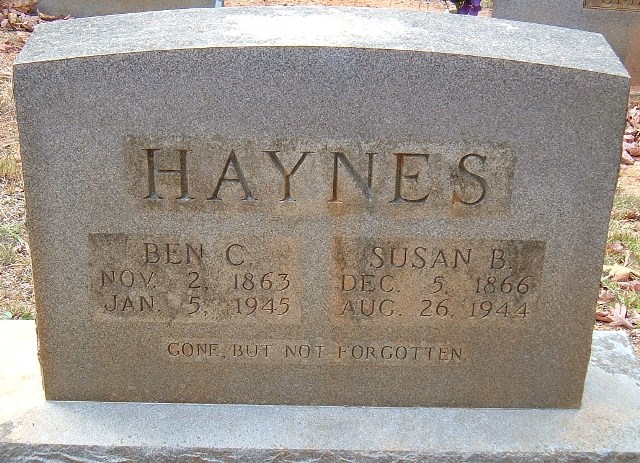 HAYNES
BEN C.
NOV. 2, 1863
JAN. 5, 1945
SUSAN B.
DEC. 5, 1866
AUG. 26, 1944
GONE, BUT NOT FORGOTTEN.